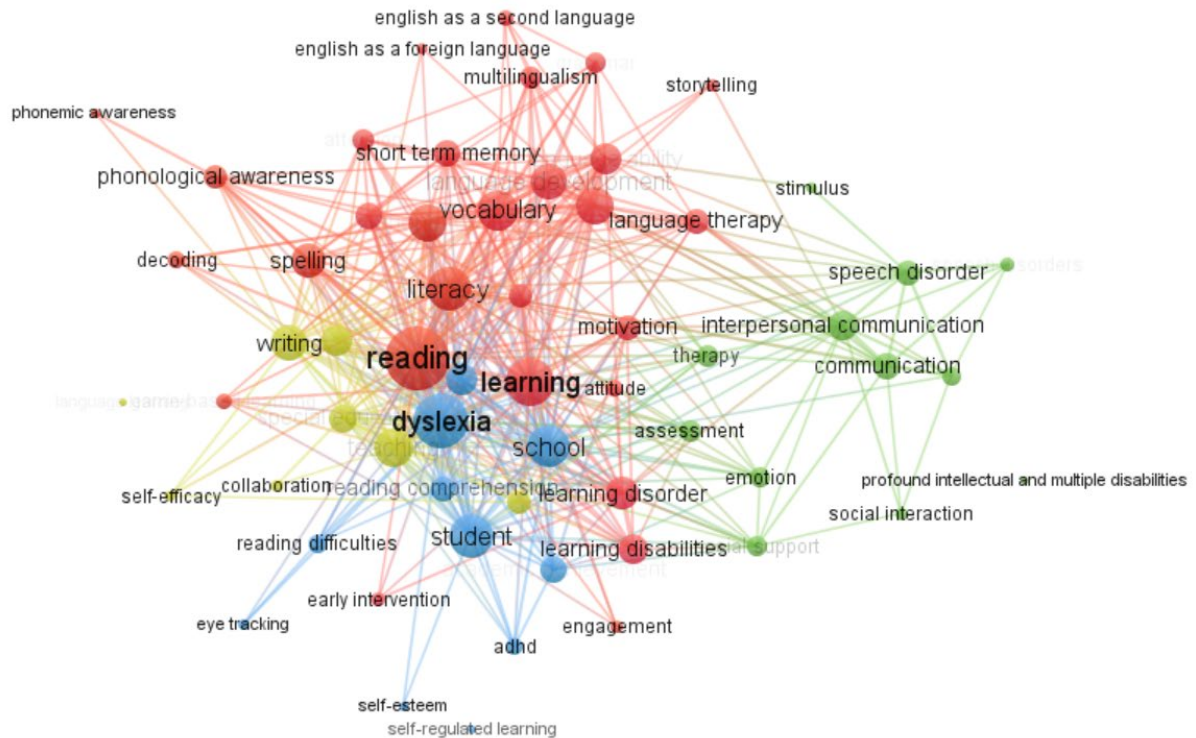 english as a second language
english as a foreign language
multilingualism
storytelling
phonemic awareness
short term memory
phonological awareness
language development
stimulus
vocabulary
language therapy
decoding
spelling
speech disorder
literacy
interpersonal communication
motivation
writing
therapy
reading
communication
learning
attitude
dyslexia
assessment
teaching
school
emotion
profound intellectual and multiple disabilities
self-efficacy
collaboration
reading comprehension
learning disorder
social interaction
reading difficulties
student
learning disabilities
social support
early intervention
eye tracking
engagement
adhd
self-esteem
self-regulated learning